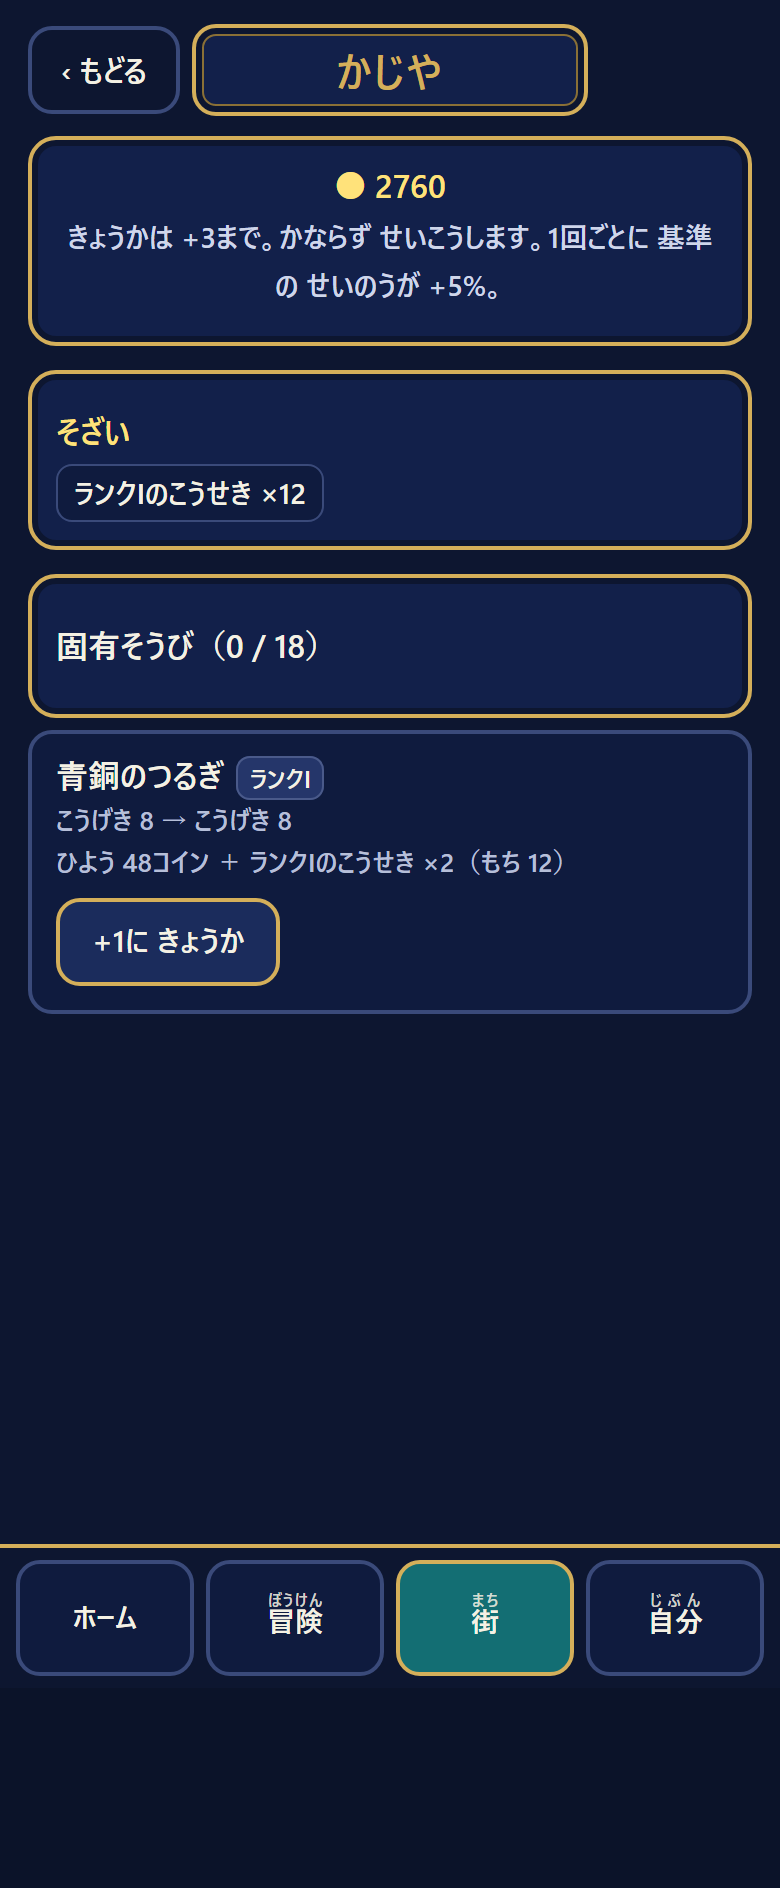 ‹ もどる
かじや
2760
きょうかは +3まで。かならず せいこうします。1回ごとに 基準
の せいのうが +5%。
そざい
ランクIのこうせき ×12
固有そうび（0 / 18）
青銅のつるぎ ランクI
こうげき 8 → こうげき 8
ひよう 48コイン ＋ ランクIのこうせき ×2（もち 12）
+1に きょうか
ホーム
ぼうけん
冒険
まち
街
じぶん
自分